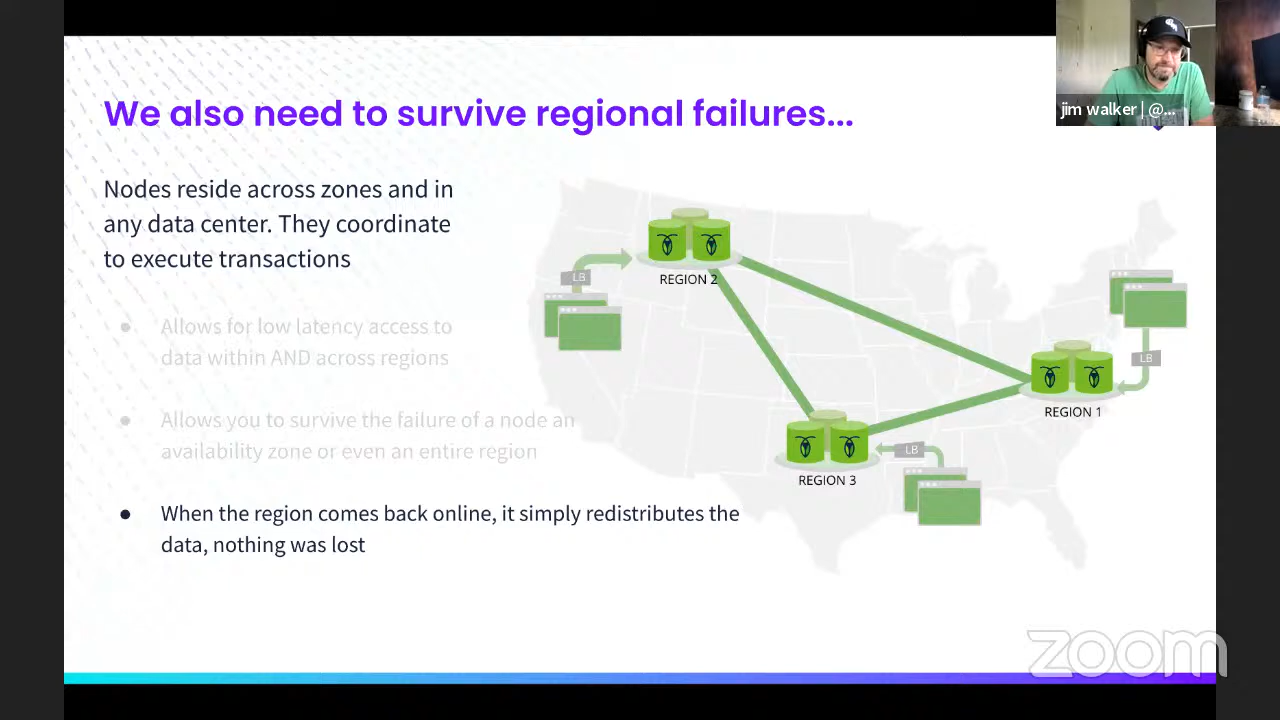 We also need to survive regional failures...
jim walker | @...
Nodes reside across zones and in
any data center. They coordinate
to execute transactions
Allows for low latency access to
data within AND across regions
Allows you to survive the failure of a node an
availability zone or even an entire region
When the region comes back online, it simply redistributes the
data, nothing was lost
LB
REGION 2
LB
REGION 1
LB
REGION 3
zoom